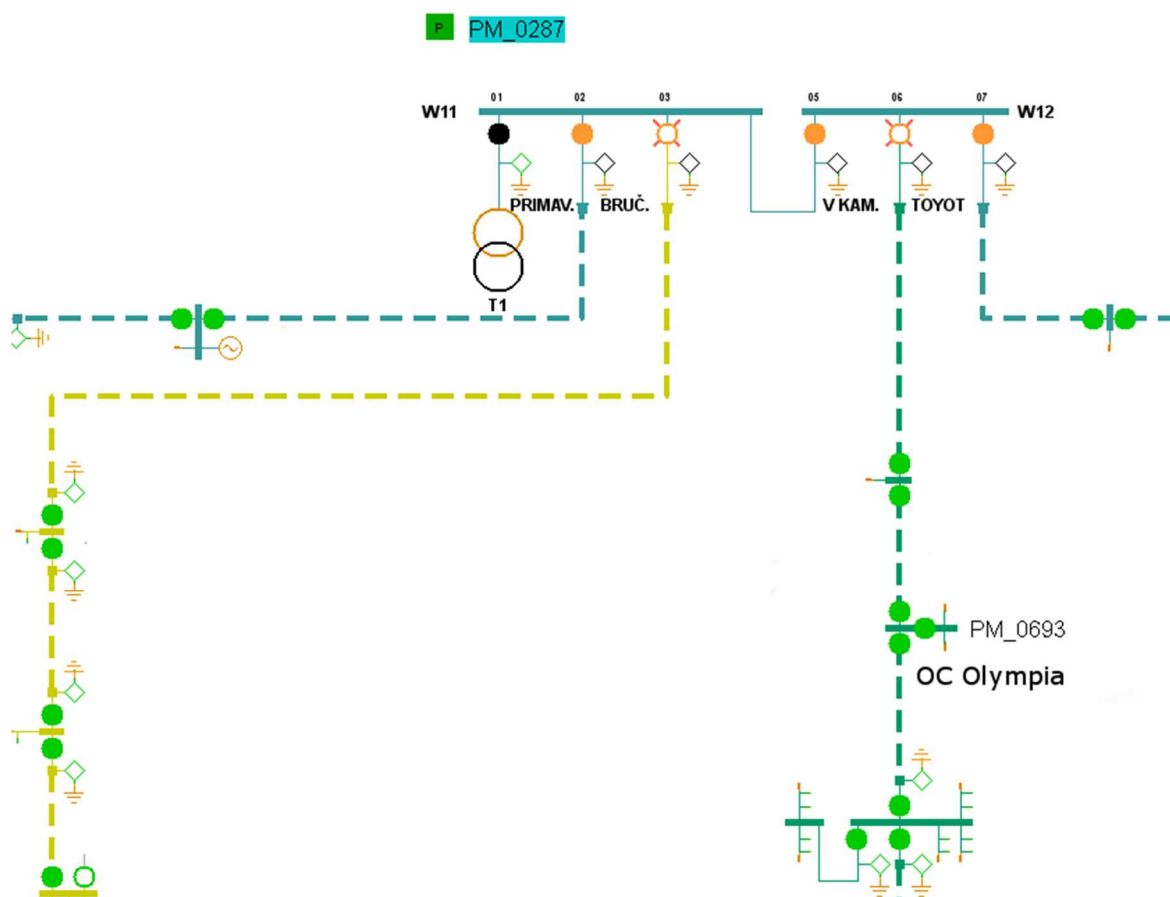 P PM_0287
01 02 03 05 06 07
W11 W12
PRIMAV. BRUČ. V KAM. TOYOT
T1
PM_0693
OC Olympia